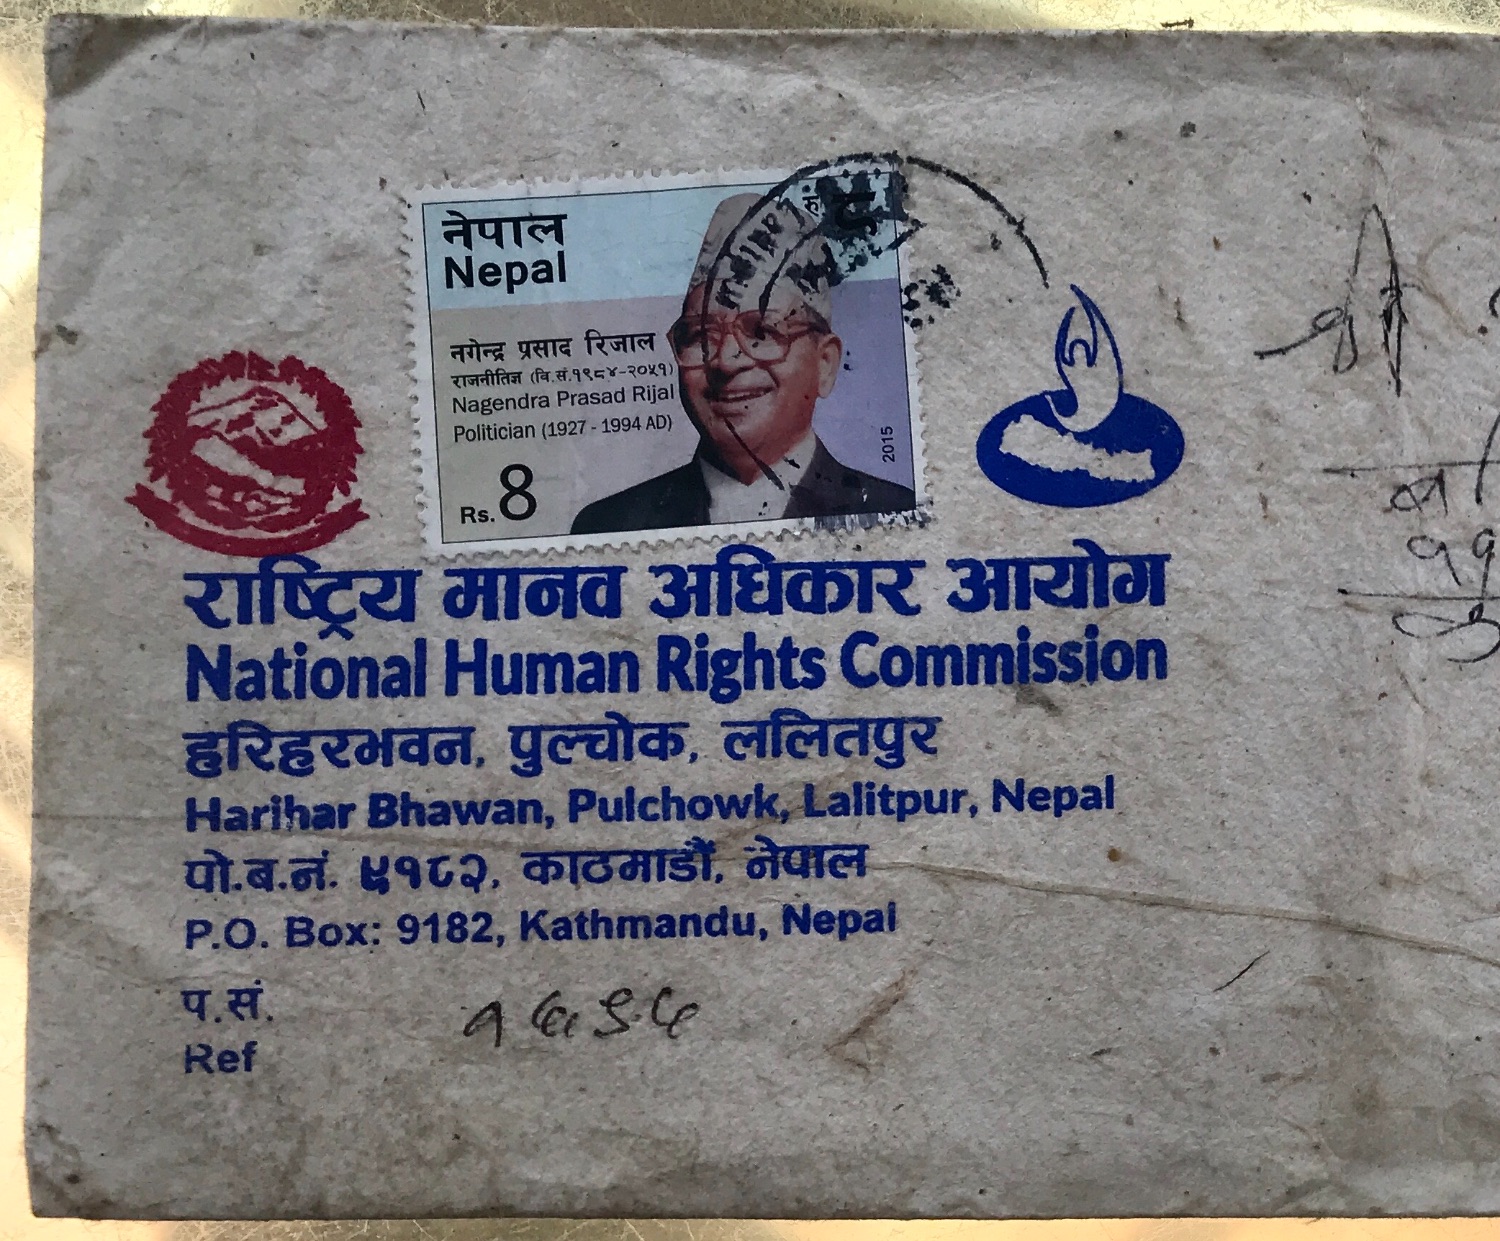 नेपाल
Nepal
नगेन्द्र प्रसाद रिजाल
राजनीतिज्ञ (वि.सं.१९८४-२०५१)
Nagendra Prasad Rijal
Politician (1927 - 1994 AD)
2015
Rs. 8
राष्ट्रिय मानव अधिकार आयोग
National Human Rights Commission
हरिहरभवन, पुल्चोक, ललितपुर
Harihar Bhawan, Pulchowk, Lalitpur, Nepal
पो.ब.नं. ९१८२, काठमाडौं, नेपाल
P.O. Box: 9182, Kathmandu, Nepal
प.सं.
Ref
श्री